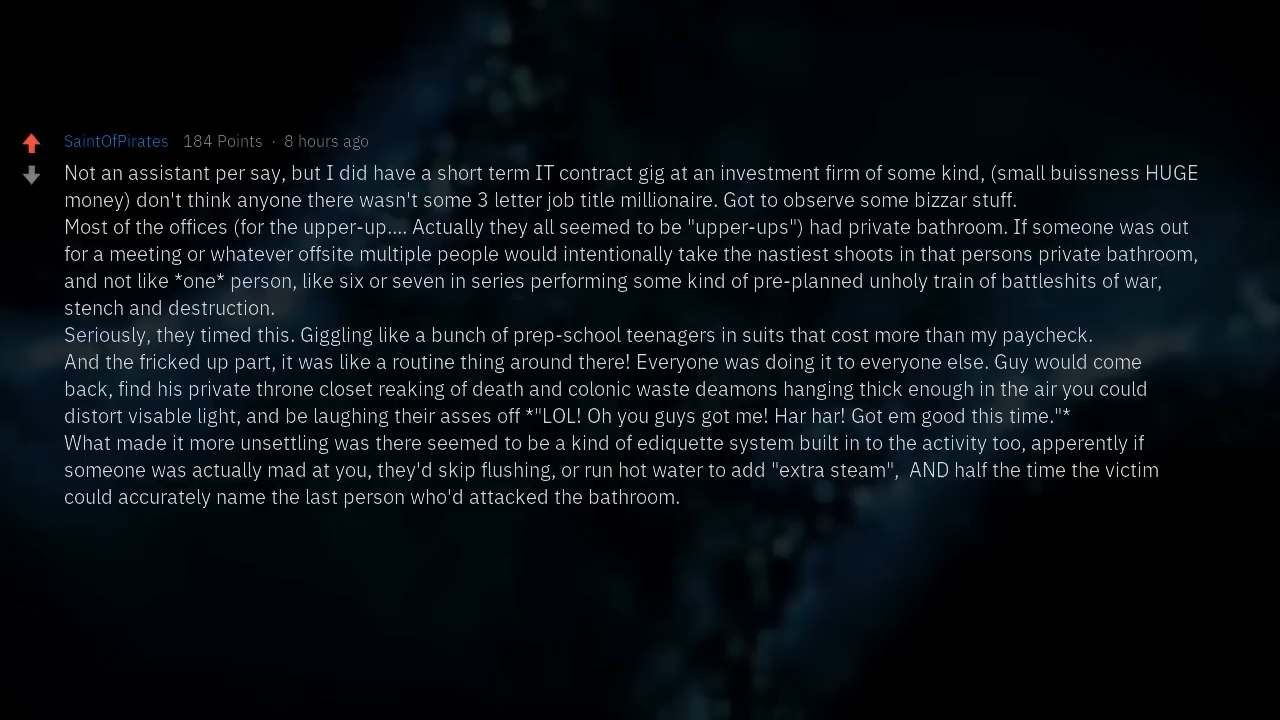 SaintOfPirates 184 Points · 8 hours ago
Not an assistant per say, but I did have a short term IT contract gig at an investment firm of some kind, (small buissness HUGE
money) don't think anyone there wasn't some 3 letter job title millionaire. Got to observe some bizzar stuff.
Most of the offices (for the upper-up.... Actually they all seemed to be "upper-ups") had private bathroom. If someone was out
for a meeting or whatever offsite multiple people would intentionally take the nastiest shoots in that persons private bathroom,
and not like *one* person, like six or seven in series performing some kind of pre-planned unholy train of battleshits of war,
stench and destruction.
Seriously, they timed this. Giggling like a bunch of prep-school teenagers in suits that cost more than my paycheck.
And the fricked up part, it was like a routine thing around there! Everyone was doing it to everyone else. Guy would come
back, find his private throne closet reaking of death and colonic waste deamons hanging thick enough in the air you could
distort visable light, and be laughing their asses off *"LOL! Oh you guys got me! Har har! Got em good this time."*
What made it more unsettling was there seemed to be a kind of ediquette system built in to the activity too, apperently if
someone was actually mad at you, they'd skip flushing, or run hot water to add "extra steam",  AND half the time the victim
could accurately name the last person who'd attacked the bathroom.